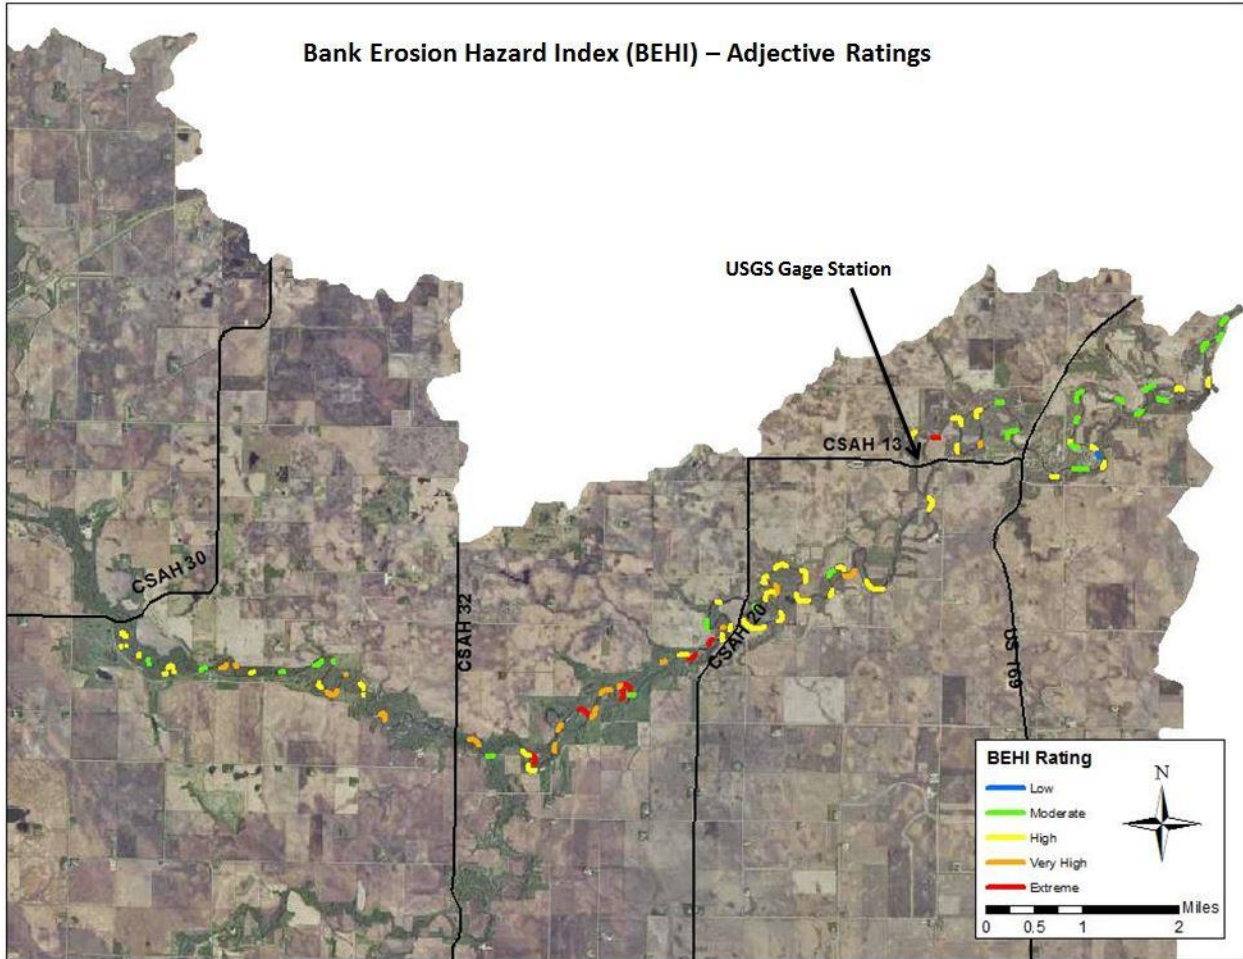 Bank Erosion Hazard Index (BEHI) – Adjective Ratings
USGS Gage Station
CSAH 13
CSAH 30
CSAH 32
CSAH 20
US 169
BEHI Rating
Low
Moderate
High
Very High
Extreme
N
Miles
0 0.5 1 2